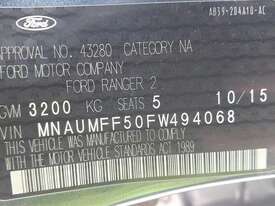 Ford
AB39-204A10-AC
APPROVAL NO. 43280 CATEGORY NA
FORD MOTOR COMPANY
FORD RANGER 2
GVM 3200 KG SEATS 5 10/15
VIN MNAUMFF50FW494068
THIS VEHICLE WAS MANUFACTURED TO
COMPLY WITH THE MOTOR VEHICLE
STANDARDS ACT 1989